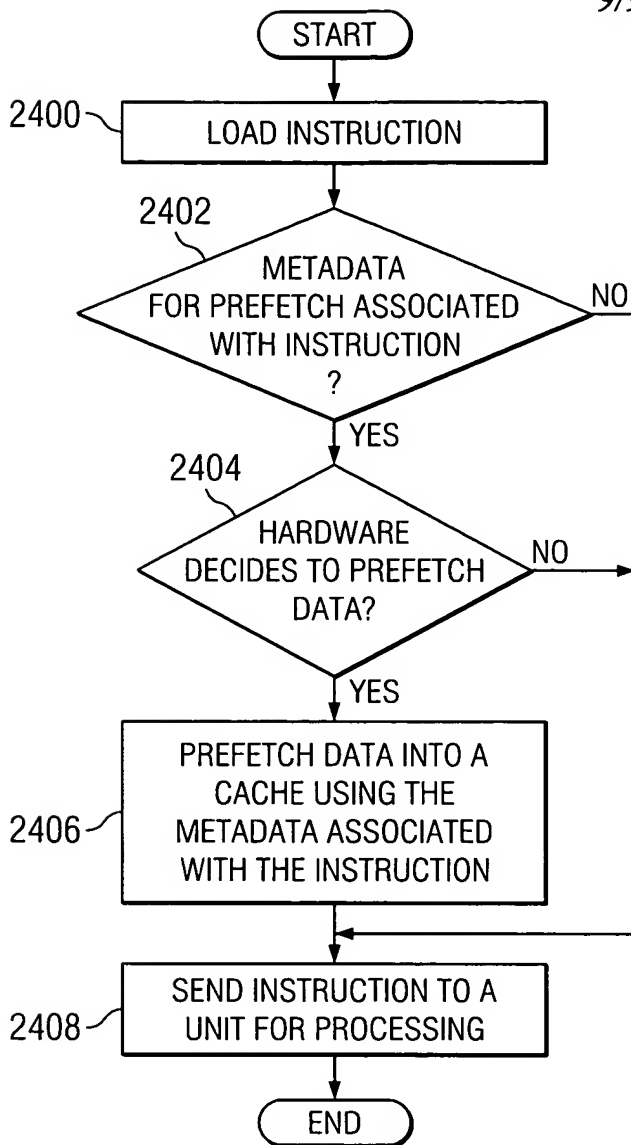 START
2400
LOAD INSTRUCTION
2402
METADATA
FOR PREFETCH ASSOCIATED
WITH INSTRUCTION
?
NO
YES
2404
HARDWARE
DECIDES TO PREFETCH
DATA?
NO
YES
2406
PREFETCH DATA INTO A
CACHE USING THE
METADATA ASSOCIATED
WITH THE INSTRUCTION
2408
SEND INSTRUCTION TO A
UNIT FOR PROCESSING
END